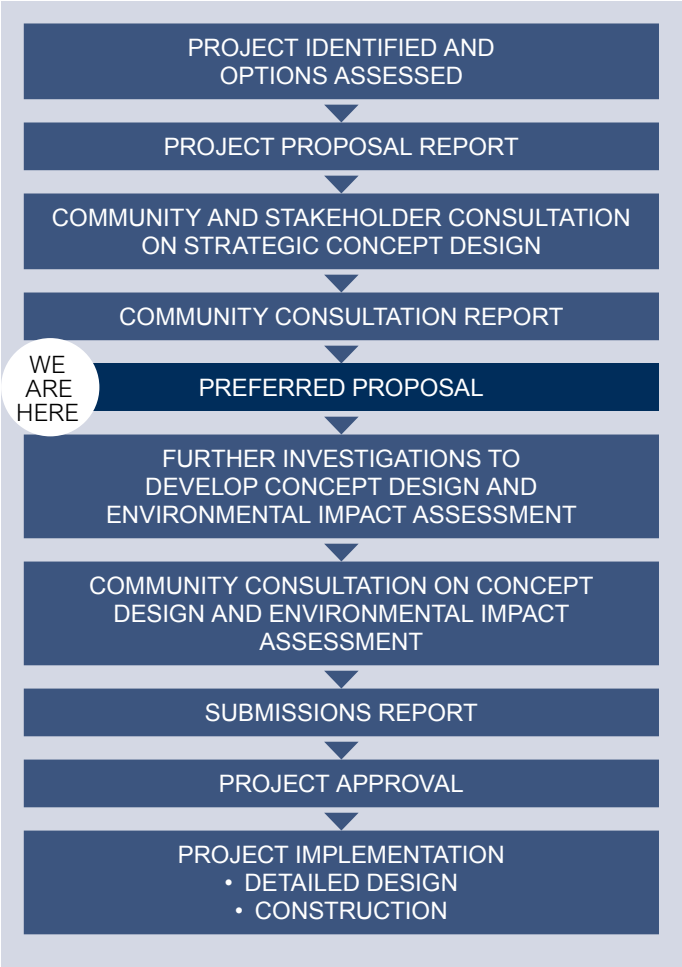 PROJECT IDENTIFIED AND
OPTIONS ASSESSED
PROJECT PROPOSAL REPORT
COMMUNITY AND STAKEHOLDER CONSULTATION
ON STRATEGIC CONCEPT DESIGN
COMMUNITY CONSULTATION REPORT
WE
ARE
HERE
PREFERRED PROPOSAL
FURTHER INVESTIGATIONS TO
DEVELOP CONCEPT DESIGN AND
ENVIRONMENTAL IMPACT ASSESSMENT
COMMUNITY CONSULTATION ON CONCEPT
DESIGN AND ENVIRONMENTAL IMPACT
ASSESSMENT
SUBMISSIONS REPORT
PROJECT APPROVAL
PROJECT IMPLEMENTATION
• DETAILED DESIGN
• CONSTRUCTION